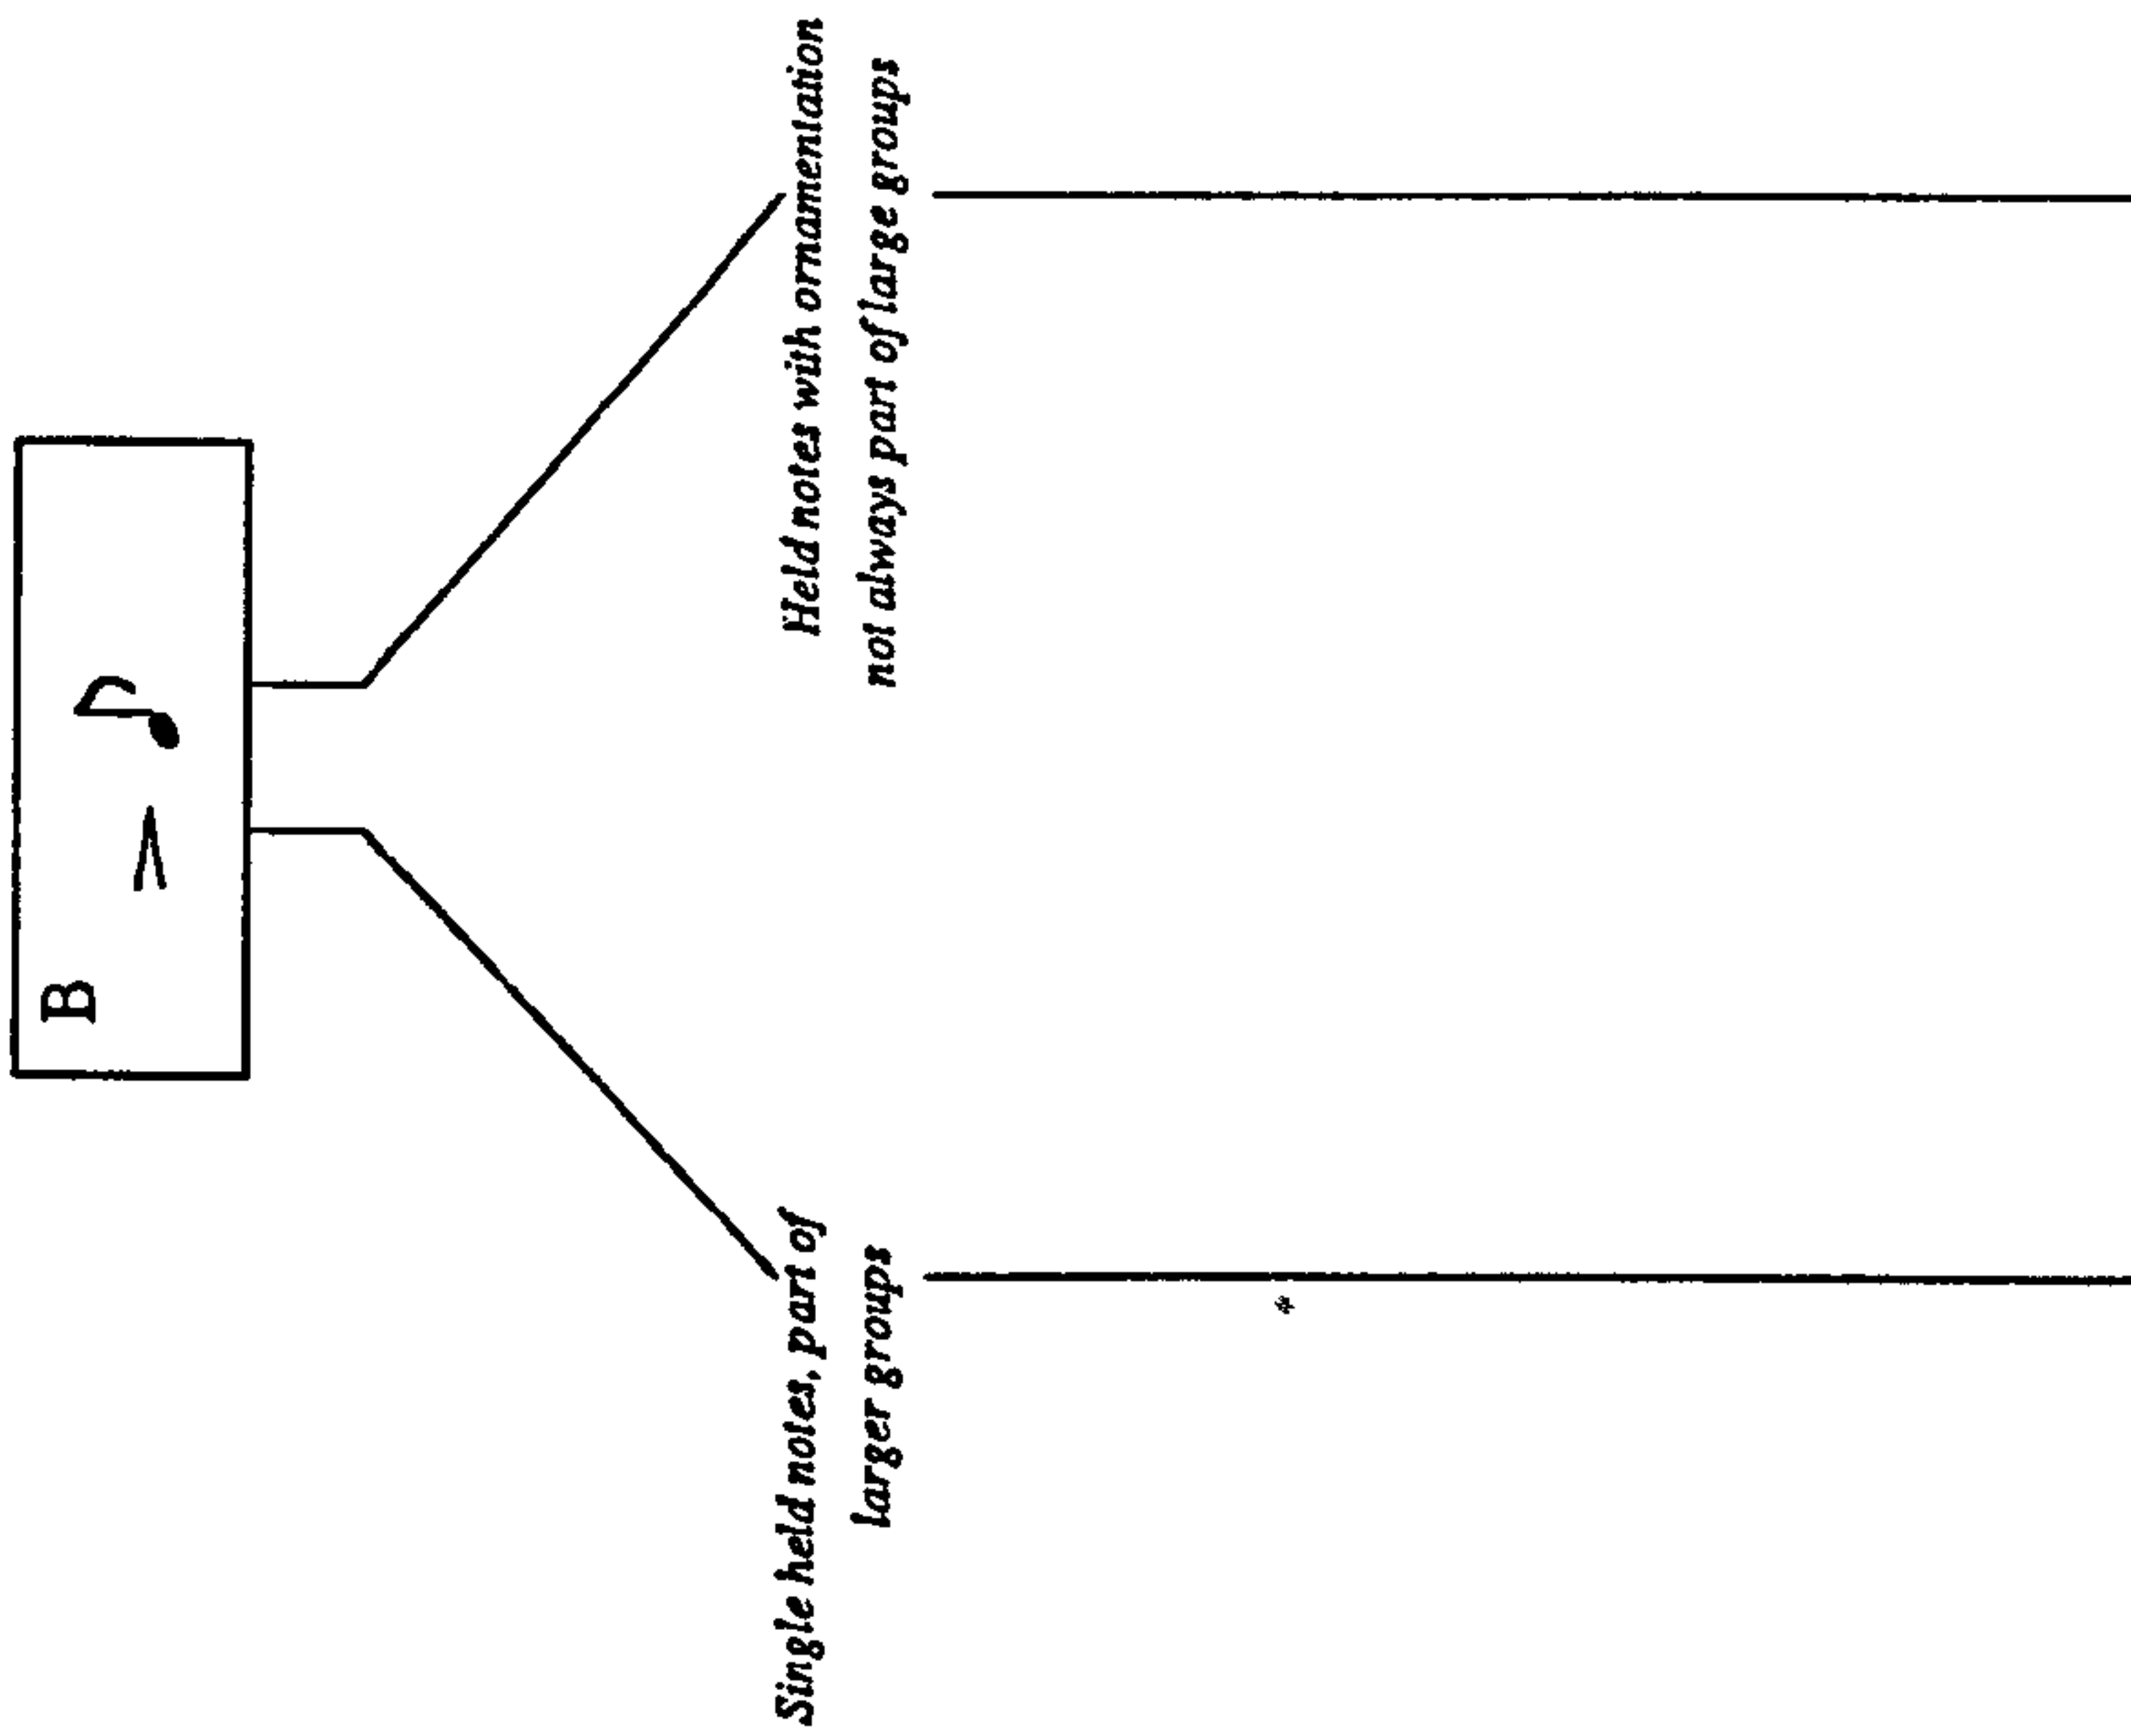 B
Single held notes, part of
larger groups
Held notes with ornamentation
not always part of large groups